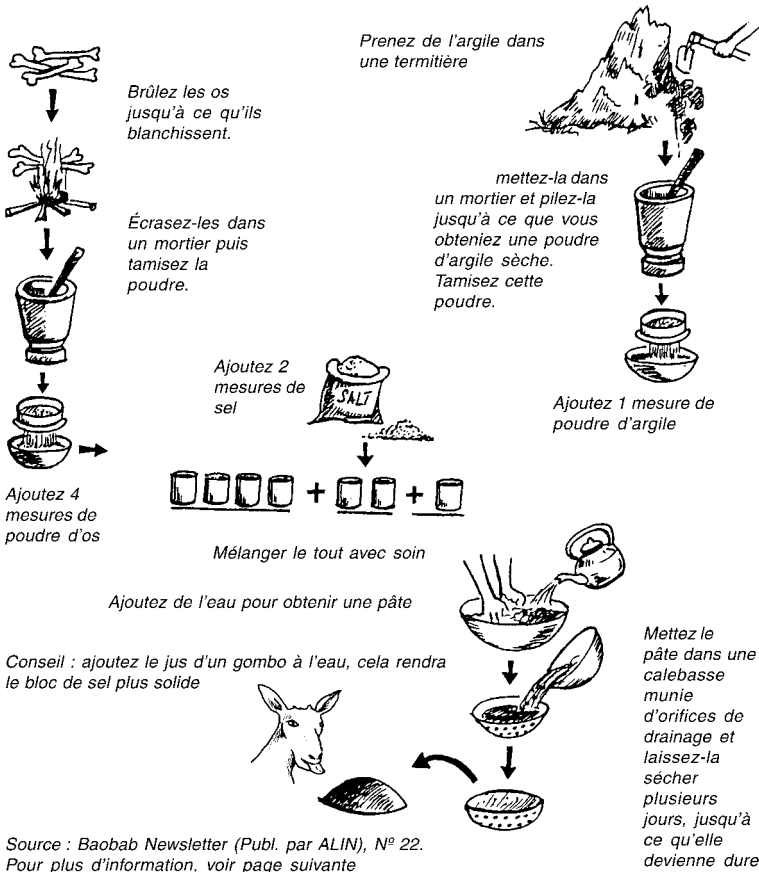 Brûlez les os
jusqu'à ce qu'ils
blanchissent.
Écrasez-les dans
un mortier puis
tamisez la
poudre.
Ajoutez 4
mesures de
poudre d'os
Ajoutez 2
mesures de
sel
SALT
Prenez de l'argile dans
une termitière
mettez-la dans
un mortier et pilez-la
jusqu'à ce que vous
obteniez une poudre
d'argile sèche.
Tamisez cette
poudre.
Ajoutez 1 mesure de
poudre d'argile
+ +
Mélanger le tout avec soin
Ajoutez de l'eau pour obtenir une pâte
Conseil : ajoutez le jus d'un gombo à l'eau, cela rendra
le bloc de sel plus solide
Mettez le
pâte dans une
calebasse
munie
d'orifices de
drainage et
laissez-la
sécher
plusieurs
jours, jusqu'à
ce qu'elle
devienne dure
Source : Baobab Newsletter (Publ. par ALIN), Nº 22.
Pour plus d'information, voir page suivante